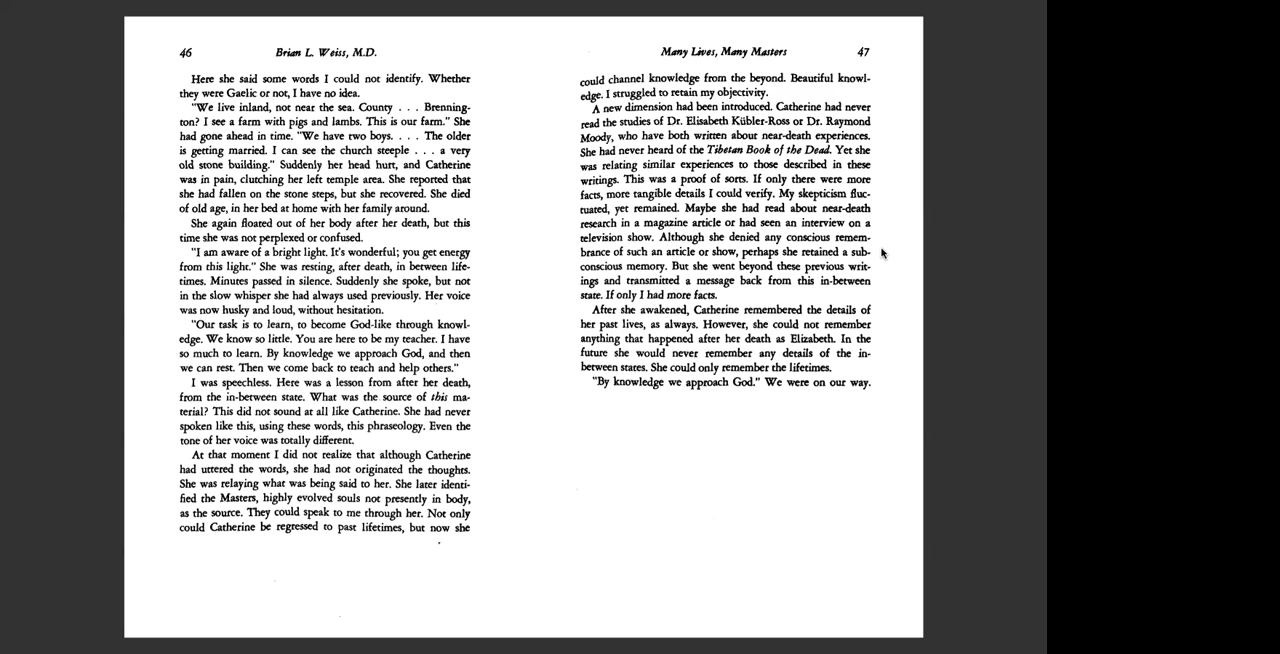 46 Brian L. Weiss, M.D.
Here she said some words I could not identify. Whether
they were Gaelic or not, I have no idea.
"We live inland, not near the sea. County . . . Brenning-
ton? I see a farm with pigs and lambs. This is our farm." She
had gone ahead in time. "We have two boys. . . . The older
is getting married. I can see the church steeple . . . a very
old stone building." Suddenly her head hurt, and Catherine
was in pain, clutching her left temple area. She reported that
she had fallen on the stone steps, but she recovered. She died
of old age, in her bed at home with her family around.
She again floated out of her body after her death, but this
time she was not perplexed or confused.
"I am aware of a bright light. It's wonderful; you get energy
from this light." She was resting, after death, in between life-
times. Minutes passed in silence. Suddenly she spoke, but not
in the slow whisper she had always used previously. Her voice
was now husky and loud, without hesitation.
"Our task is to learn, to become God-like through knowl-
edge. We know so little. You are here to be my teacher. I have
so much to learn. By knowledge we approach God, and then
we can rest. Then we come back to teach and help others."
I was speechless. Here was a lesson from after her death,
from the in-between state. What was the source of this ma-
terial? This did not sound at all like Catherine. She had never
spoken like this, using these words, this phraseology. Even the
tone of her voice was totally different.
At that moment I did not realize that although Catherine
had uttered the words, she had not originated the thoughts.
She was relaying what was being said to her. She later identi-
fied the Masters, highly evolved souls not presently in body,
as the source. They could speak to me through her. Not only
could Catherine be regressed to past lifetimes, but now she
Many Lives, Many Masters 47
could channel knowledge from the beyond. Beautiful knowl-
edge. I struggled to retain my objectivity.
A new dimension had been introduced. Catherine had never
read the studies of Dr. Elisabeth Kübler-Ross or Dr. Raymond
Moody, who have both written about near-death experiences.
She had never heard of the Tibetan Book of the Dead. Yet she
was relating similar experiences to those described in these
writings. This was a proof of sorts. If only there were more
facts, more tangible details I could verify. My skepticism fluc-
tuated, yet remained. Maybe she had read about near-death
research in a magazine article or had seen an interview on a
television show. Although she denied any conscious remem-
brance of such an article or show, perhaps she retained a sub-
conscious memory. But she went beyond these previous writ-
ings and transmitted a message back from this in-between
state. If only I had more facts.
After she awakened, Catherine remembered the details of
her past lives, as always. However, she could not remember
anything that happened after her death as Elizabeth. In the
future she would never remember any details of the in-
between states. She could only remember the lifetimes.
"By knowledge we approach God." We were on our way.